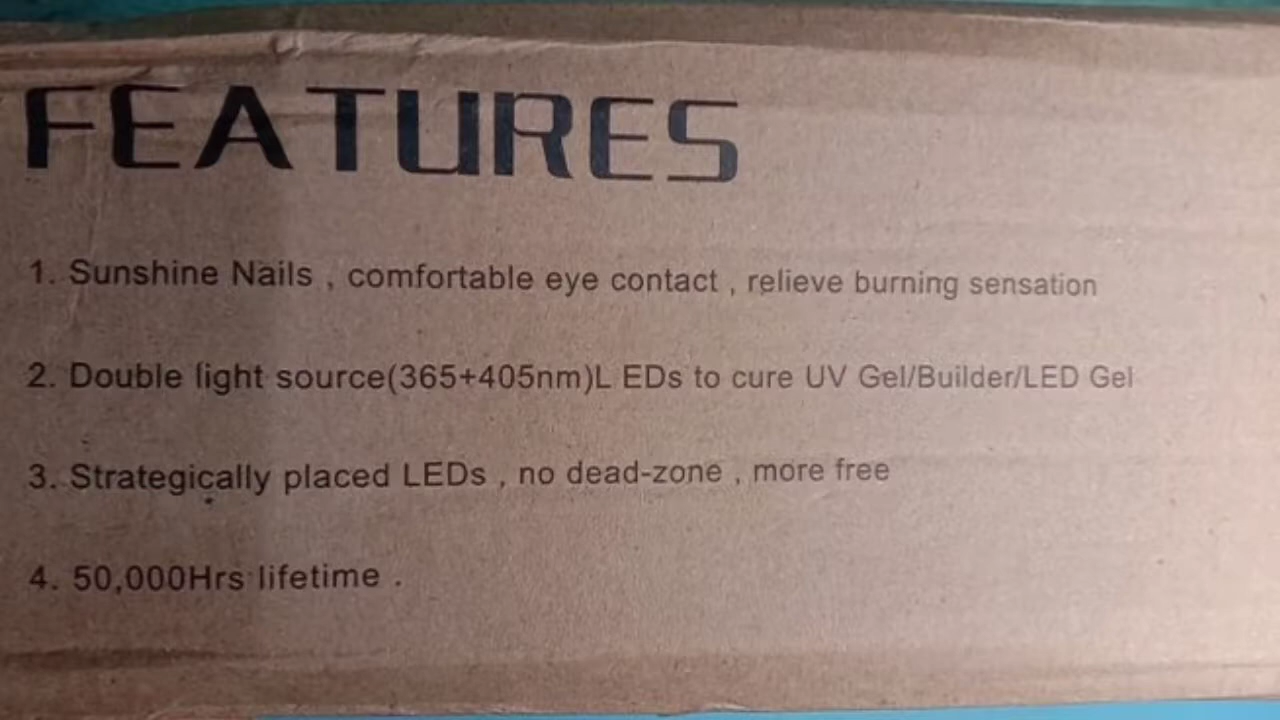 FEATURES
1. Sunshine Nails , comfortable eye contact , relieve burning sensation
2. Double light source(365+405nm)L EDs to cure UV Gel/Builder/LED Gel
3. Strategically placed LEDs , no dead-zone , more free
4. 50,000Hrs lifetime .